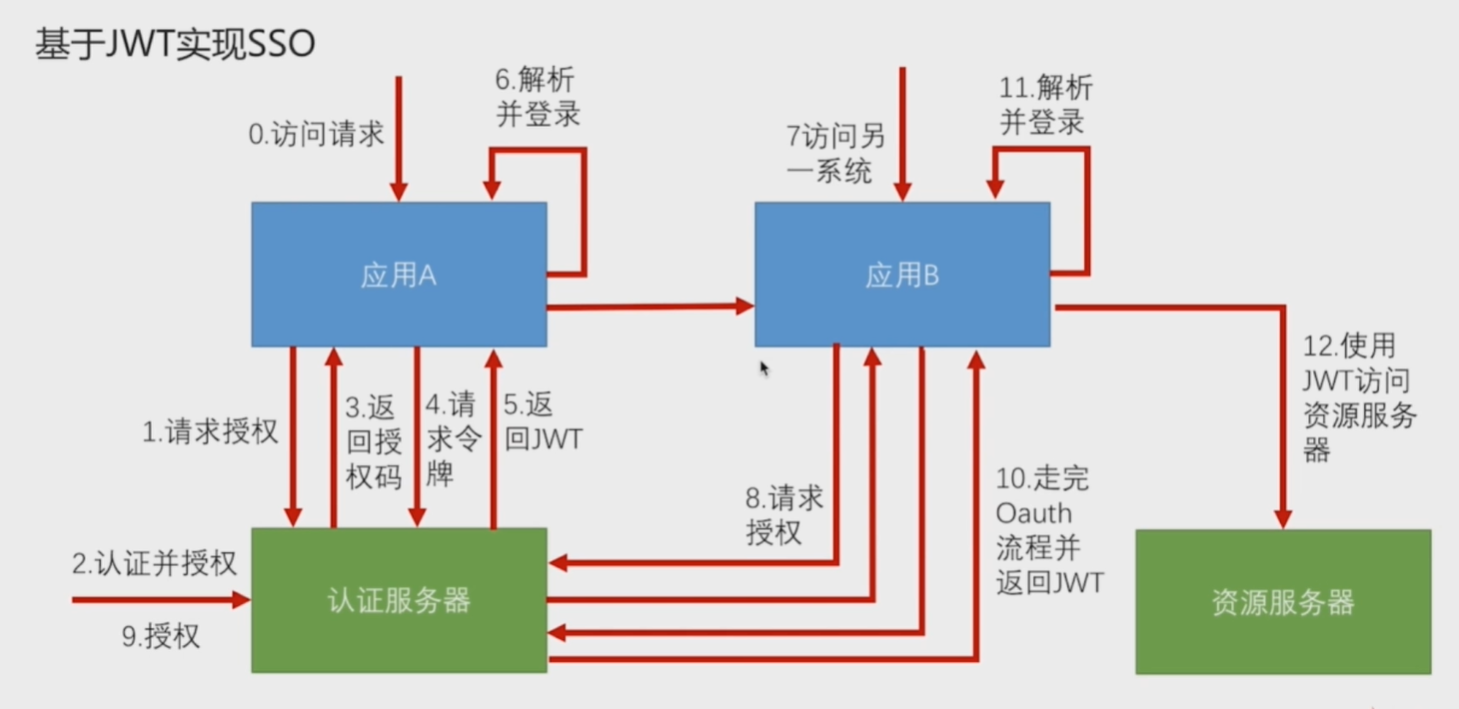 基于JWT实现SSO
0.访问请求
6.解析
并登录
7访问另
一系统
11.解析
并登录
应用A
应用B
1.请求授权
3.返
回授
权码
4.请
求令
牌
5.返
回JWT
8.请求
授权
10.走完
Oauth
流程并
返回JWT
12.使用
JWT访问
资源服务
器
2.认证并授权
9.授权
认证服务器
资源服务器